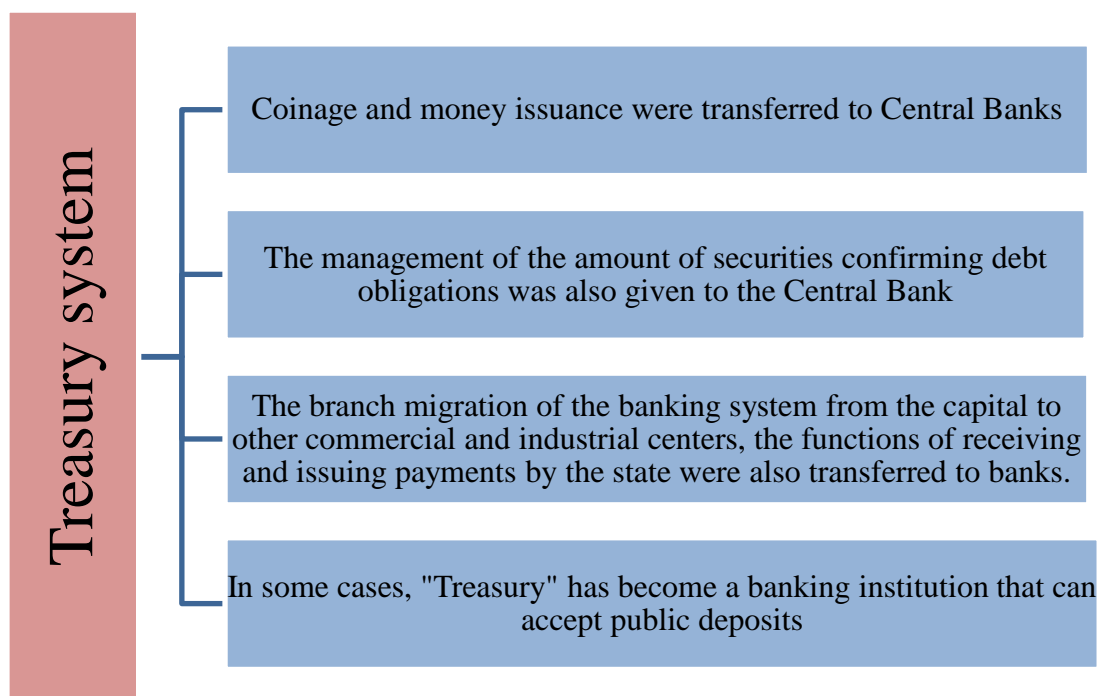 Treasury system
Coinage and money issuance were transferred to Central Banks
The management of the amount of securities confirming debt
obligations was also given to the Central Bank
The branch migration of the banking system from the capital to
other commercial and industrial centers, the functions of receiving
and issuing payments by the state were also transferred to banks.
In some cases, "Treasury" has become a banking institution that can
accept public deposits